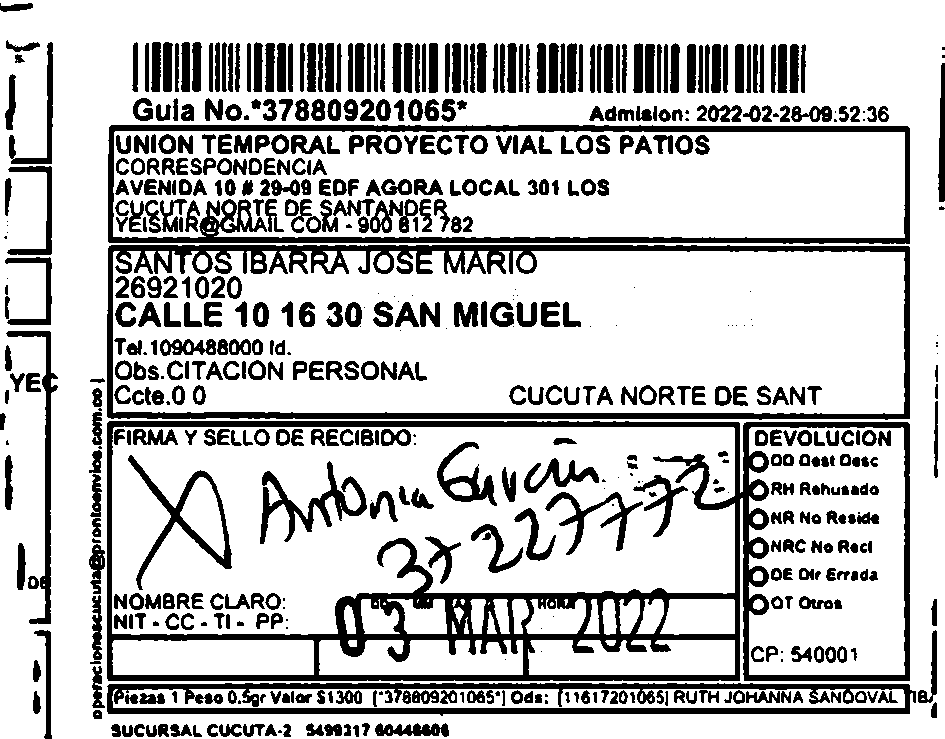 Guia No.*378809201065*
Admision: 2022-02-28-09:52:36
UNION TEMPORAL PROYECTO VIAL LOS PATIOS
CORRESPONDENCIA
AVENIDA 10 # 29-09 EDF AGORA LOCAL 301 LOS
CUCUTA NORTE DE SANTANDER
YEISMIR@GMAIL COM - 900 812 782
SANTOS IBARRA JOSE MARIO
26921020
CALLE 10 16 30 SAN MIGUEL
Tel.1090488000 Id.
Obs.CITACION PERSONAL
Ccte.0 0
CUCUTA NORTE DE SANT
YEC
operacionescucuta@prontoenvios.com.co
FIRMA Y SELLO DE RECIBIDO:
Antonia
37227772
NOMBRE CLARO:
NIT - CC - TI - PP:
HORA
03 MAR 2022
DEVOLUCION
DD Dest Desc
RH Rehusado
NR No Reside
NRC No Recl
DE Dir Errada
OT Otros
CP: 540001
Piezas 1 Peso 0,5gr Valor $1300 [*378809201065*] Ods: [11617201065] RUTH JOHANNA SANDOVAL
SUCURSAL CUCUTA-2 5499217 60448606